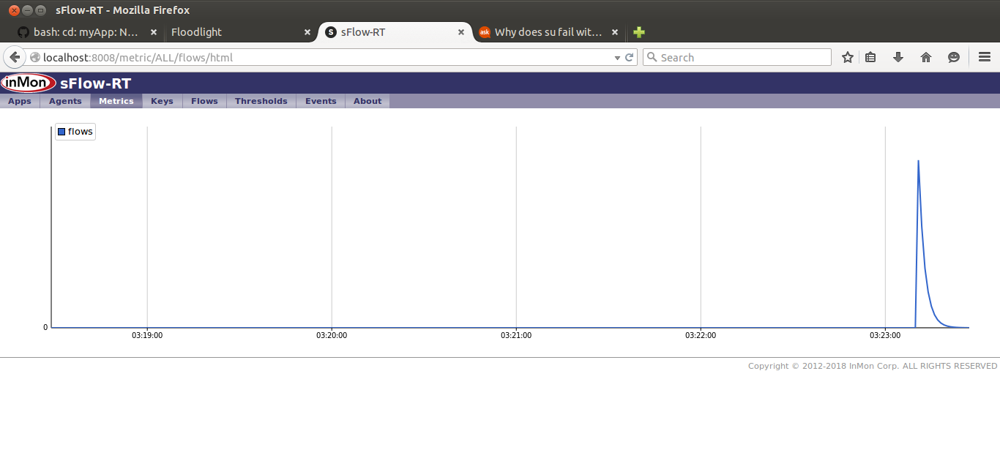 sFlow-RT - Mozilla Firefox
bash: cd: myApp: N... Floodlight S sFlow-RT ask Why does su fail wit...
localhost:8008/metric/ALL/flows/html Search
inMon sFlow-RT
Apps Agents Metrics Keys Flows Thresholds Events About
flows
0
03:19:00 03:20:00 03:21:00 03:22:00 03:23:00
Copyright © 2012-2018 InMon Corp. ALL RIGHTS RESERVED